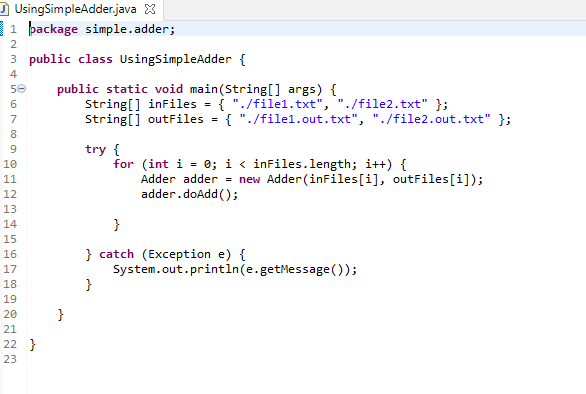 UsingSimpleAdder.java
1 package simple.adder;
2
3 public class UsingSimpleAdder {
4
5 public static void main(String[] args) {
6 String[] inFiles = { "./file1.txt", "./file2.txt" };
7 String[] outFiles = { "./file1.out.txt", "./file2.out.txt" };
8
9 try {
10 for (int i = 0; i < inFiles.length; i++) {
11 Adder adder = new Adder(inFiles[i], outFiles[i]);
12 adder.doAdd();
13
14 }
15
16 } catch (Exception e) {
17 System.out.println(e.getMessage());
18 }
19
20 }
21
22 }
23